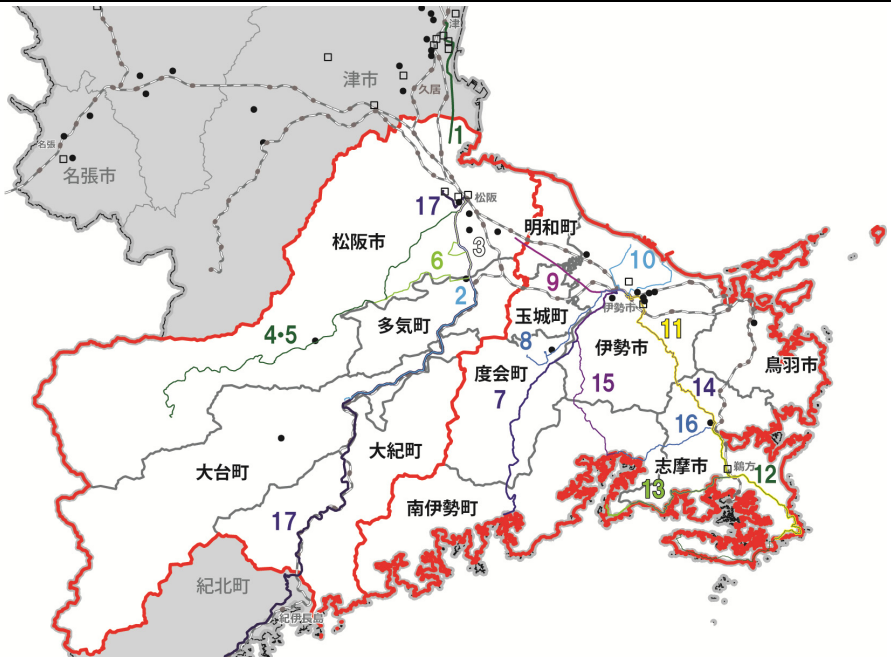 津
津市
久居
1
名張
名張市
松阪
17
明和町
松阪市
3
6
10
9
2
伊勢市
玉城町
多気町
11
4・5
8
伊勢市
度会町
鳥羽市
15
14
7
16
大紀町
志摩市
鵜方
12
大台町
13
南伊勢町
17
紀北町
紀伊長島